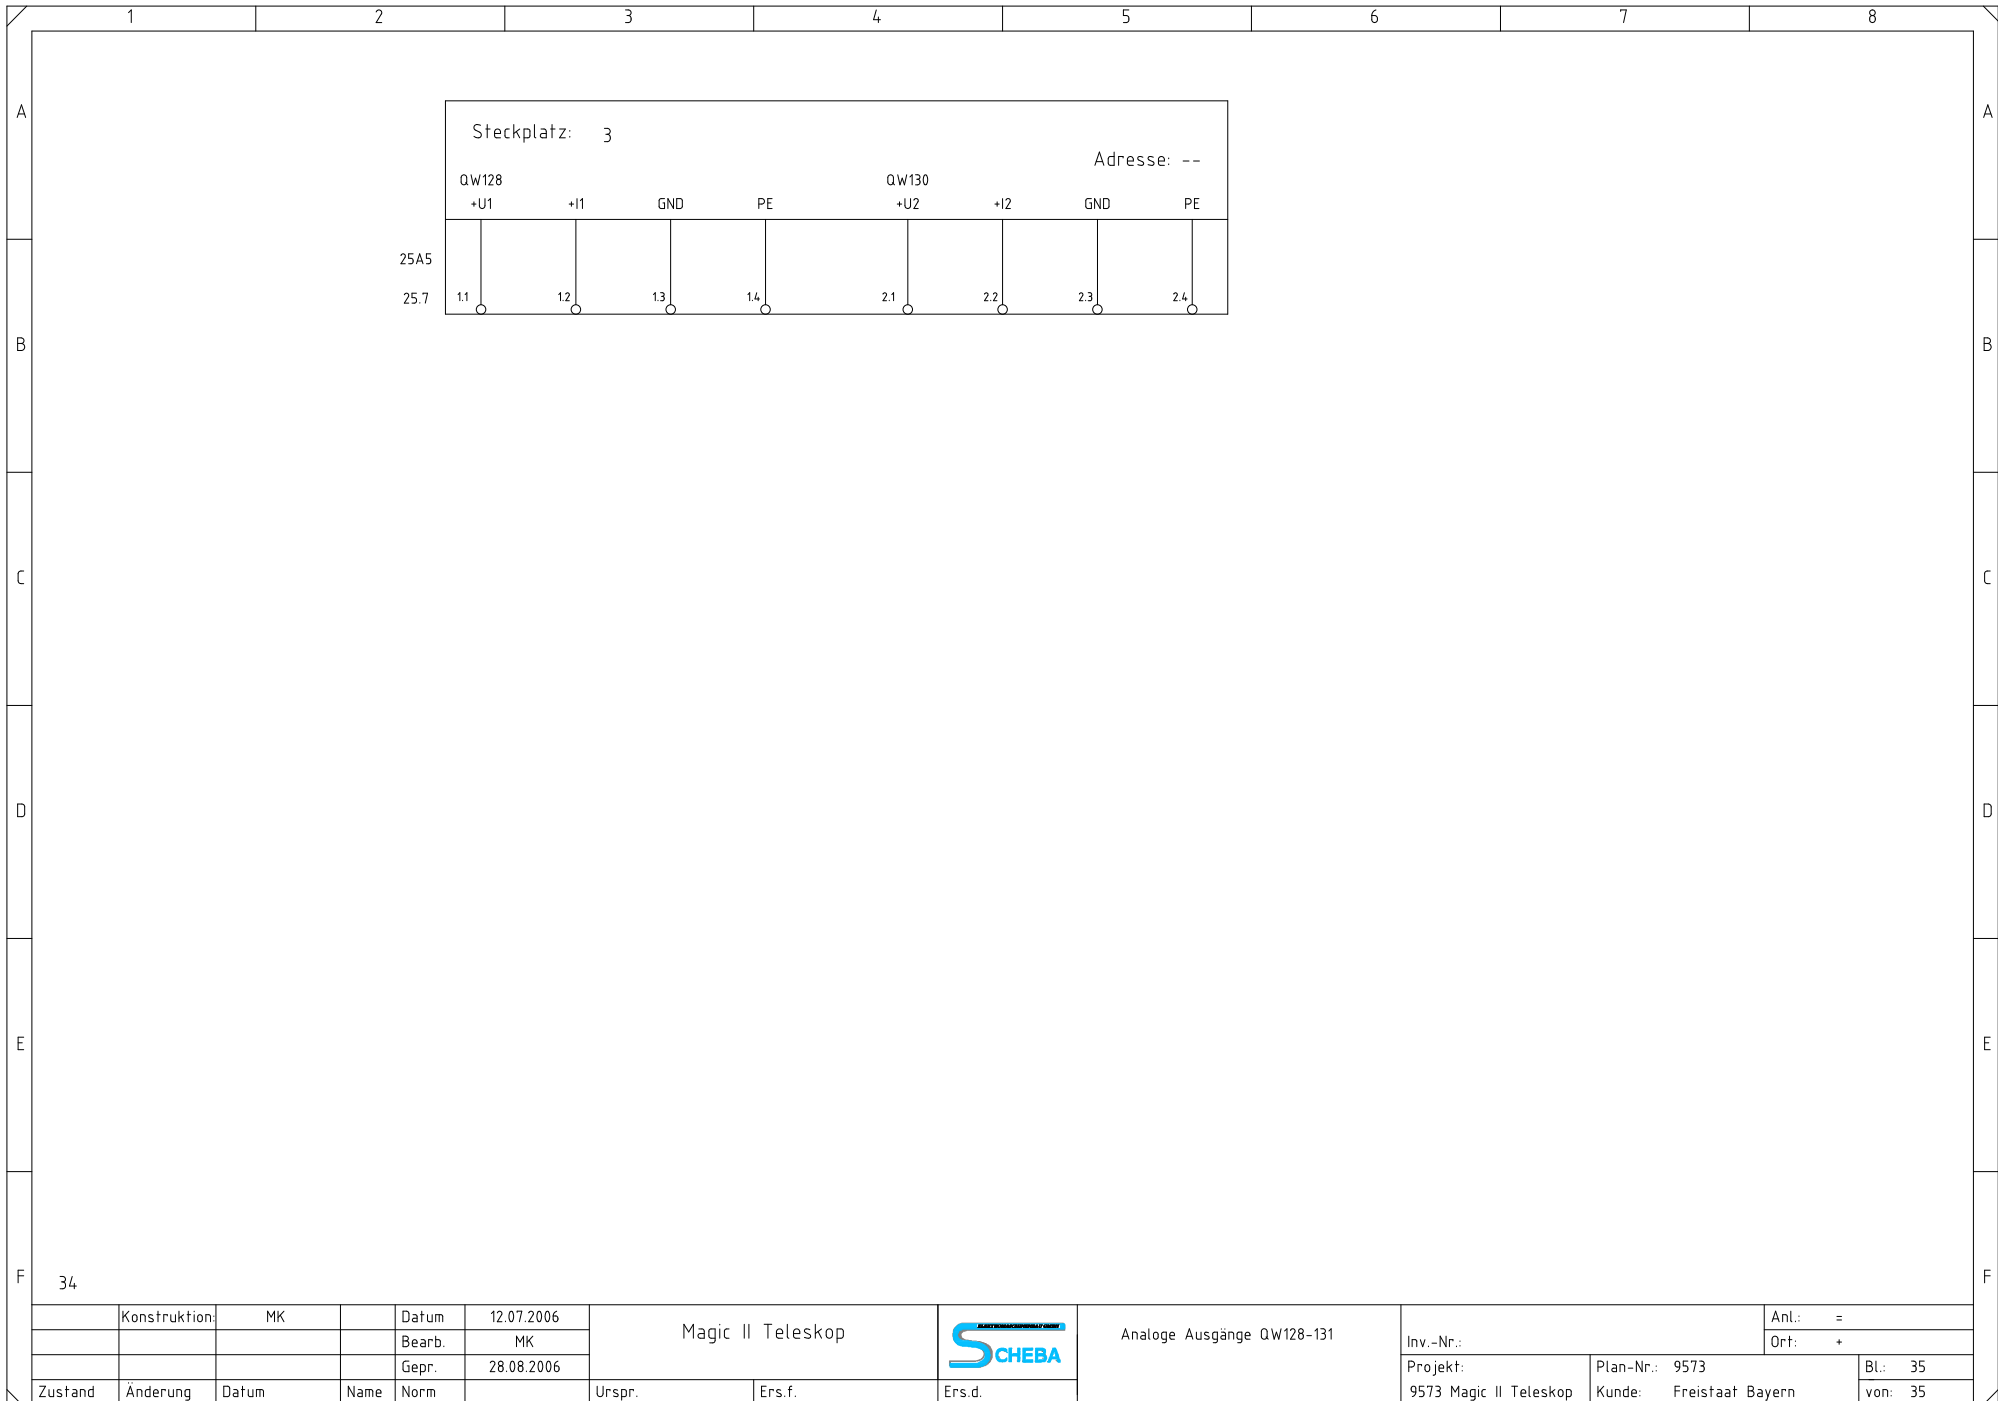 1 2 3 4 5 6 7 8
A A
Steckplatz: 3
Adresse: --
QW128 QW130
+U1 +I1 GND PE +U2 +I2 GND PE
25A5
25.7 1.1 1.2 1.3 1.4 2.1 2.2 2.3 2.4
B B
C C
D D
E E
F F
34
Konstruktion: MK Datum 12.07.2006
Bearb. MK
Gepr. 28.08.2006
Zustand Änderung Datum Name Norm
Magic II Teleskop
Urspr. Ers.f. Ers.d.
SCHEBA
Analoge Ausgänge QW128-131
Inv.-Nr.:
Anl.: =
Ort: +
Projekt:
9573 Magic II Teleskop
Plan-Nr.: 9573
Kunde: Freistaat Bayern
Bl.: 35
von: 35